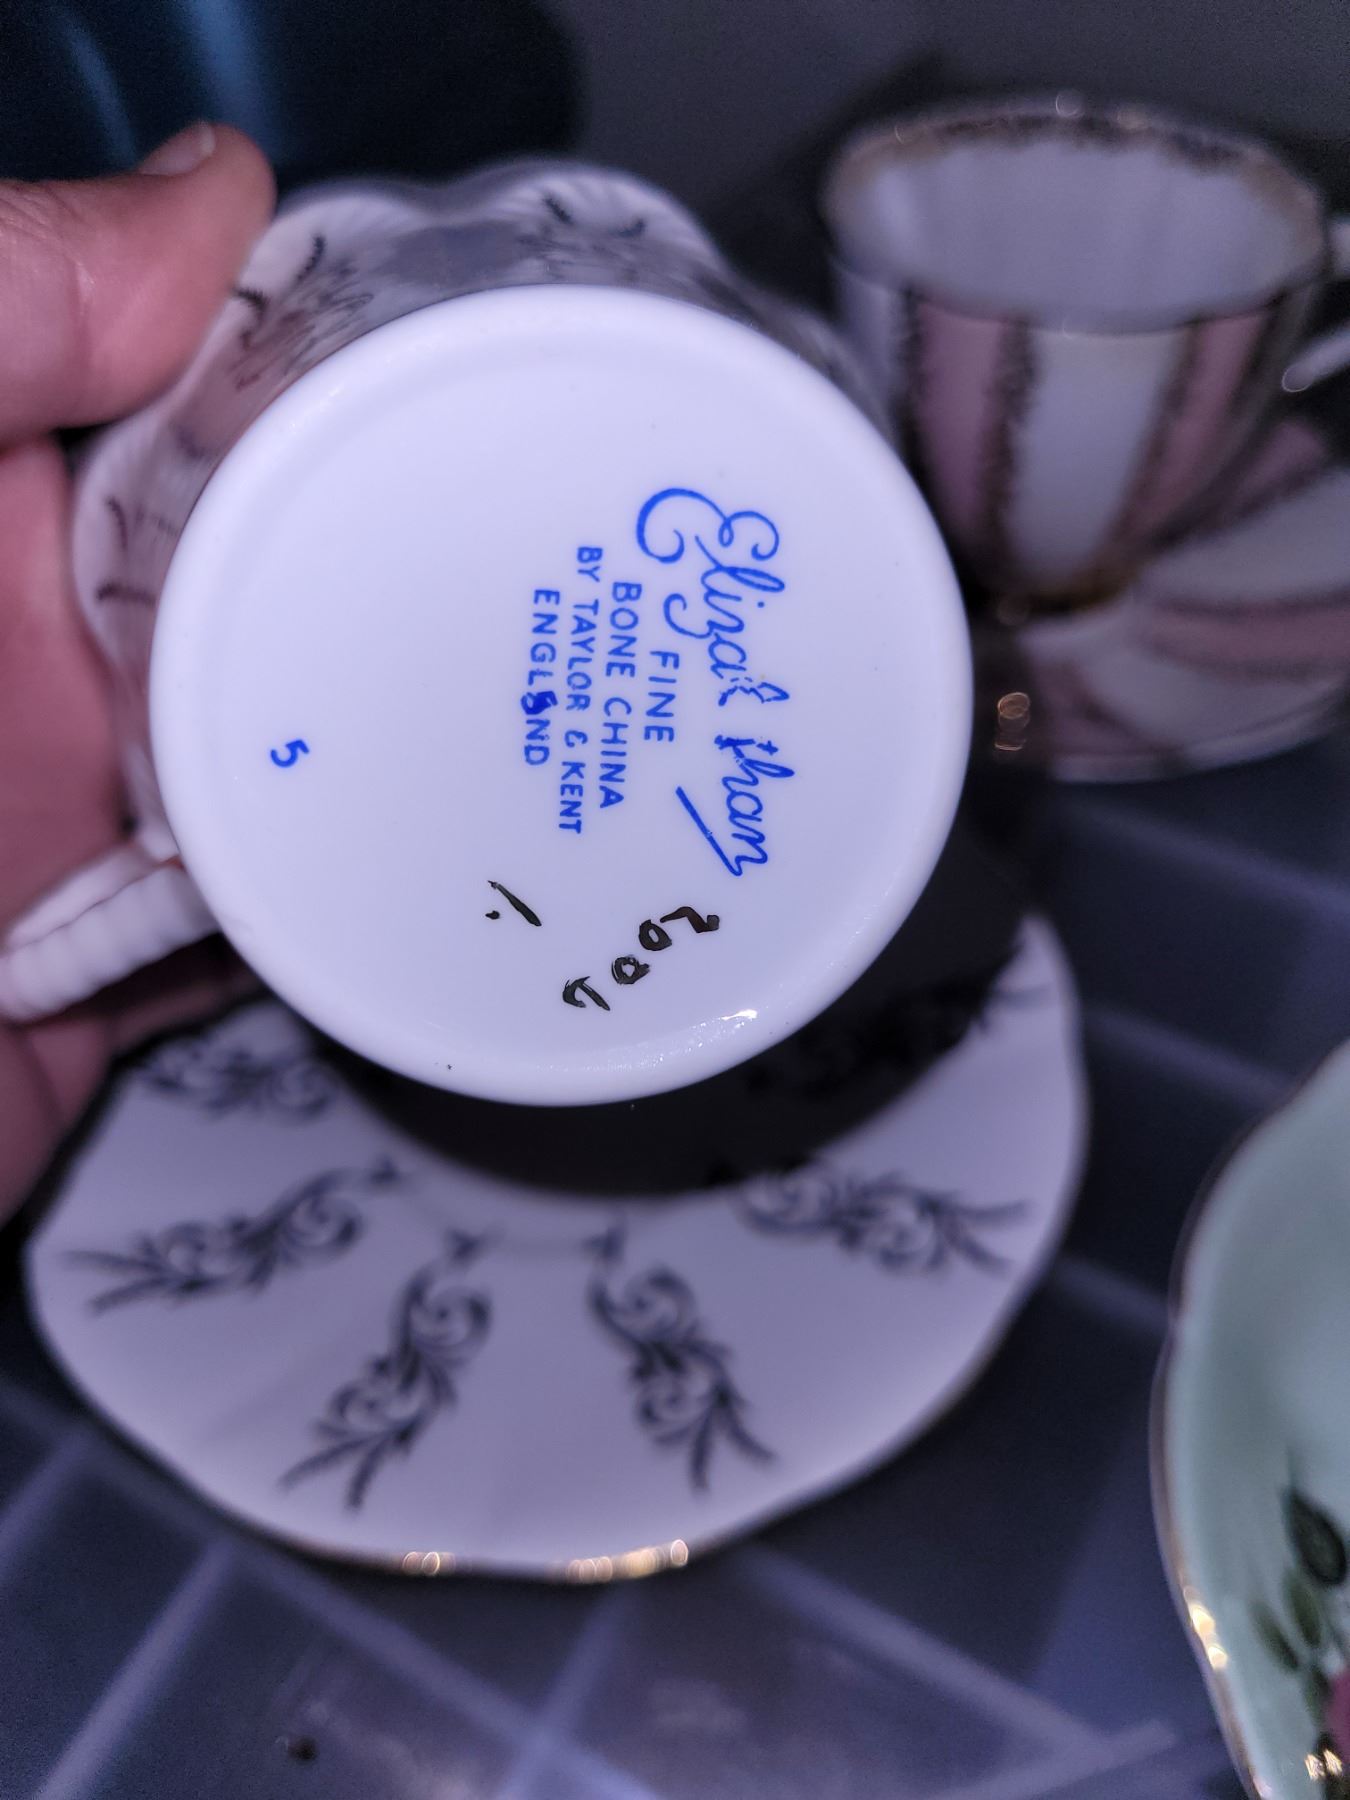 Elizabethan
FINE
BONE CHINA
BY TAYLOR & KENT
ENGLAND
5